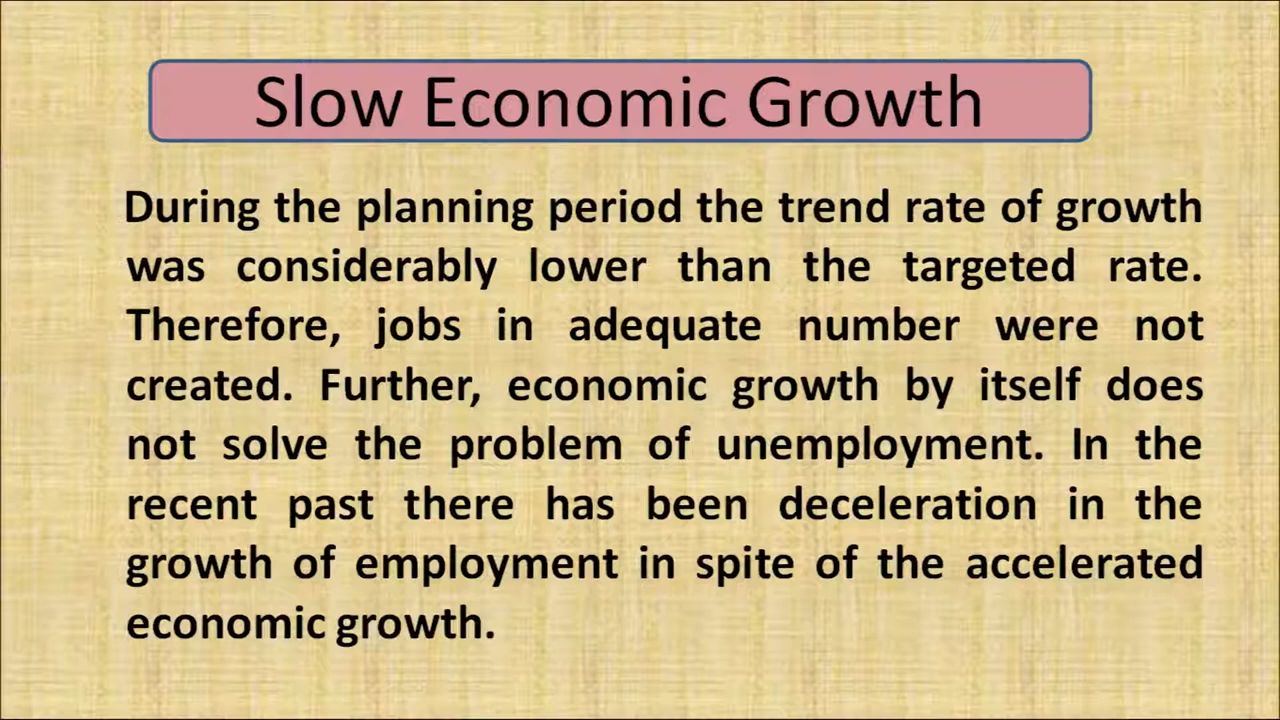 Slow Economic Growth
During the planning period the trend rate of growth
was considerably lower than the targeted rate.
Therefore, jobs in adequate number were not
created. Further, economic growth by itself does
not solve the problem of unemployment. In the
recent past there has been deceleration in the
growth of employment in spite of the accelerated
economic growth.